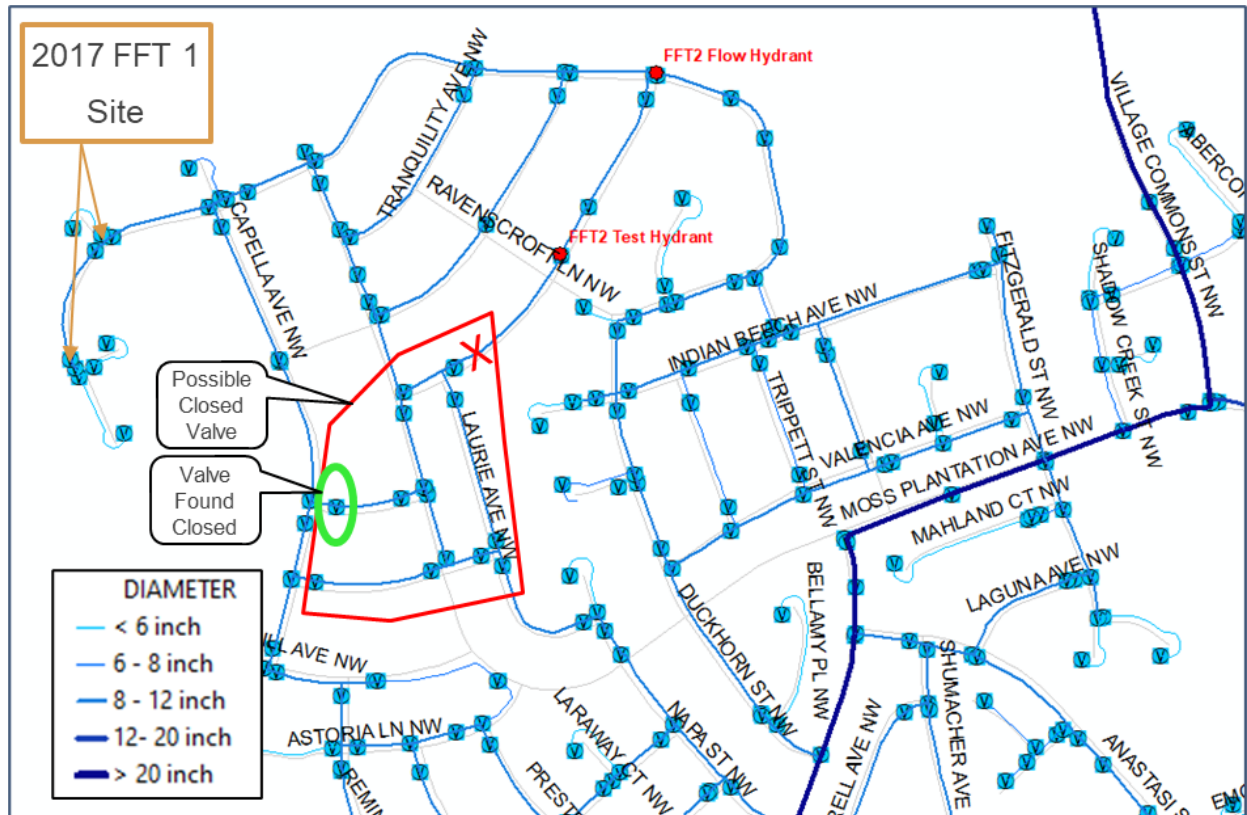 2017 FFT 1
Site
FFT2 Flow Hydrant
TRANQUILITY AVE NW
VILLAGE COMMONS ST NW
RAVENSCROFT LN NW
FFT2 Test Hydrant
CAPELLA AVE NW
FITZGERALD ST NW
SHADOW CREEK ST NW
INDIAN BEECH AVE NW
X
Possible
Closed
Valve
TRIPPETT ST NW
LAURIE AVE NW
VALENCIA AVE NW
Valve
Found
Closed
MOSS PLANTATION AVE NW
MAHLAND CT NW
DIAMETER
< 6 inch
6 - 8 inch
8 - 12 inch
12- 20 inch
> 20 inch
LAGUNA AVE NW
BELLAMY PL NW
DUCKHORN ST NW
AVE NW
SHUMACHER AVE
ASTORIA LN NW
LARAWAY CT NW
NAPA ST NW
AVE NW